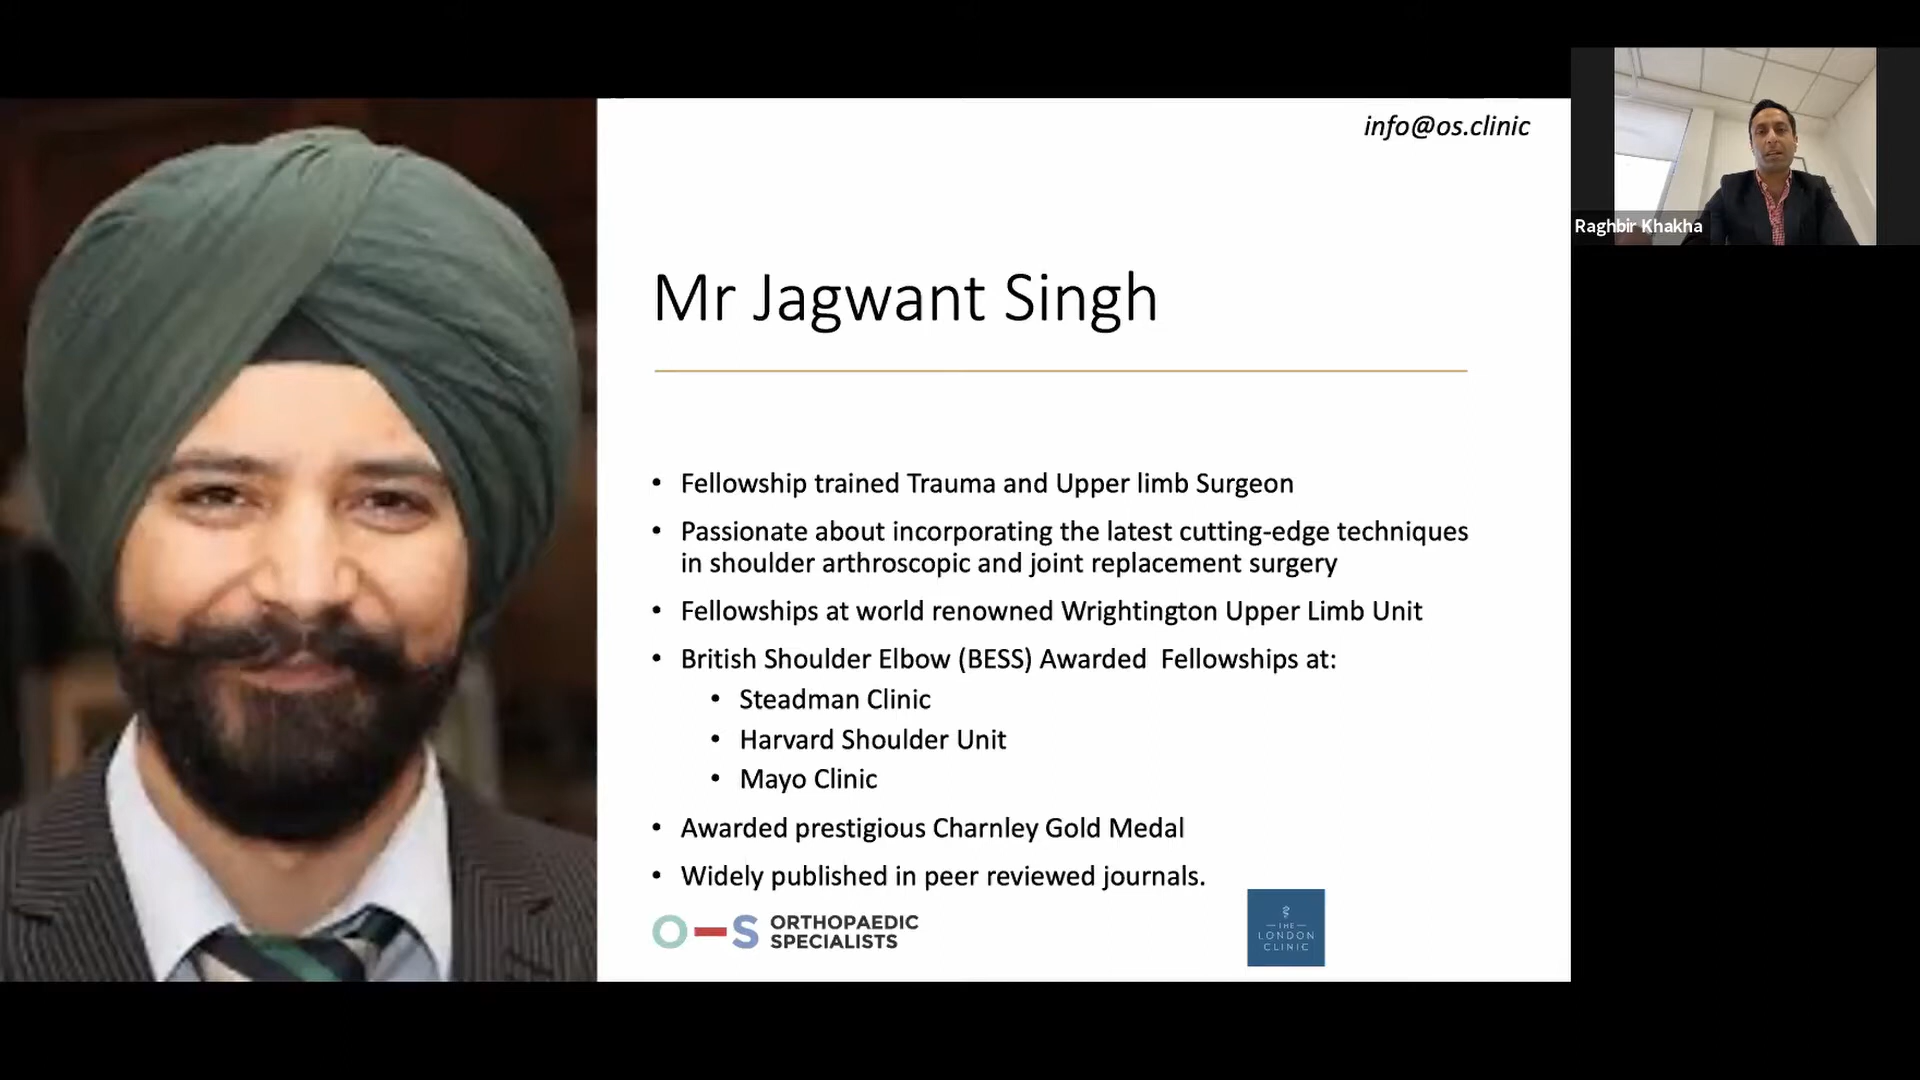 info@os.clinic
Raghbir Khakha
Mr Jagwant Singh
• Fellowship trained Trauma and Upper limb Surgeon
• Passionate about incorporating the latest cutting-edge techniques
in shoulder arthroscopic and joint replacement surgery
• Fellowships at world renowned Wrightington Upper Limb Unit
• British Shoulder Elbow (BESS) Awarded  Fellowships at:
• Steadman Clinic
• Harvard Shoulder Unit
• Mayo Clinic
• Awarded prestigious Charnley Gold Medal
• Widely published in peer reviewed journals.
O–S ORTHOPAEDIC
SPECIALISTS
THE
LONDON
CLINIC